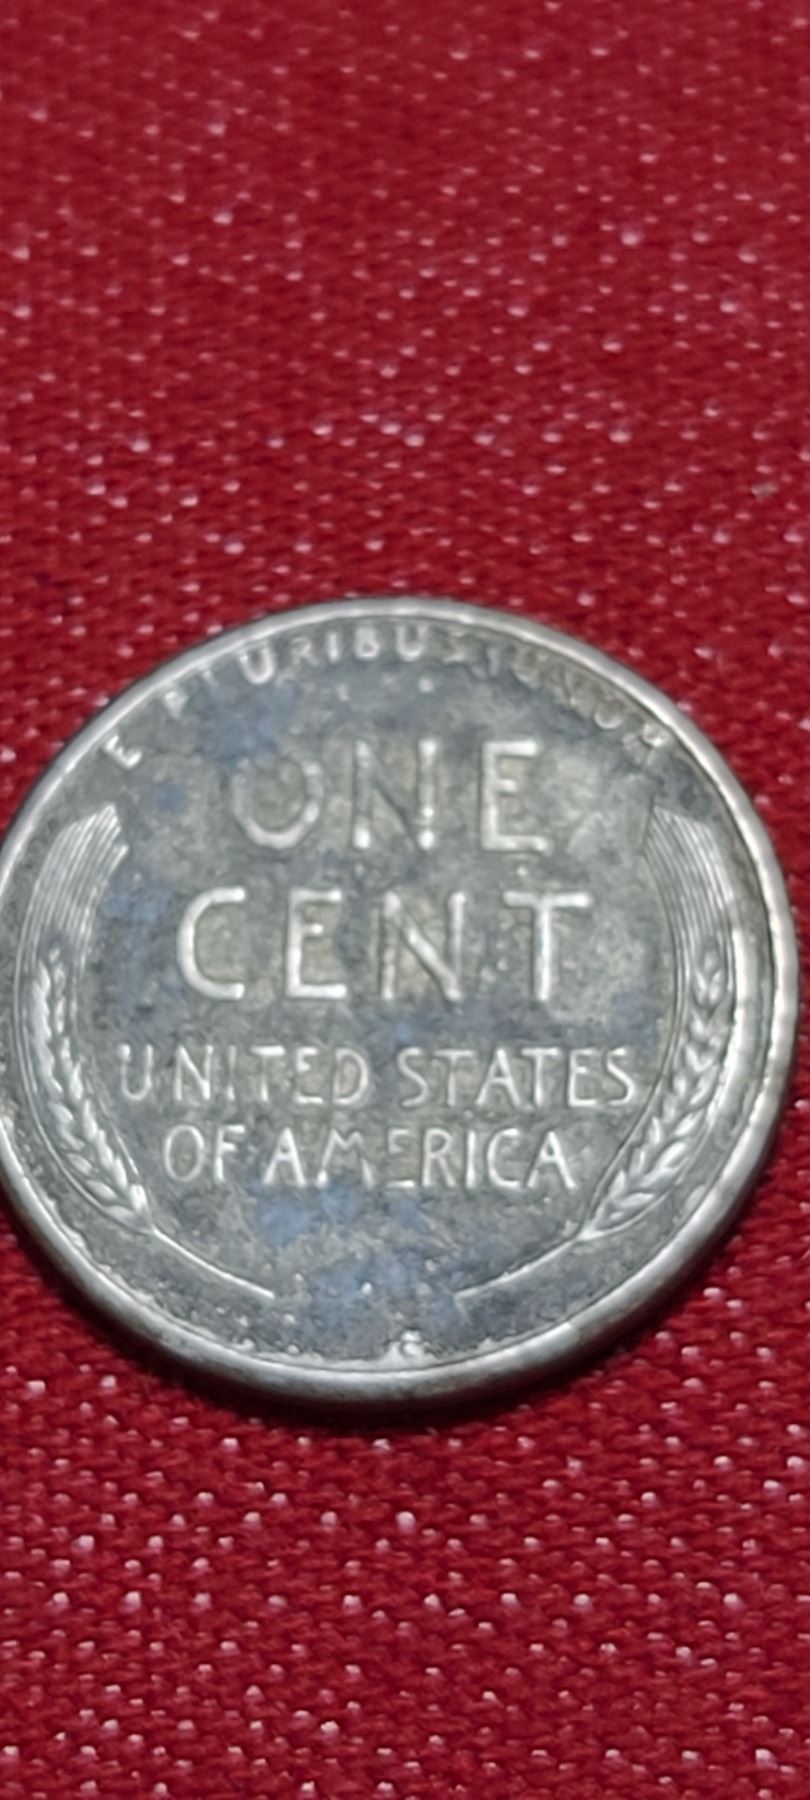 E PLURIBUS UNUM
ONE
CENT
UNITED STATES
OF AMERICA